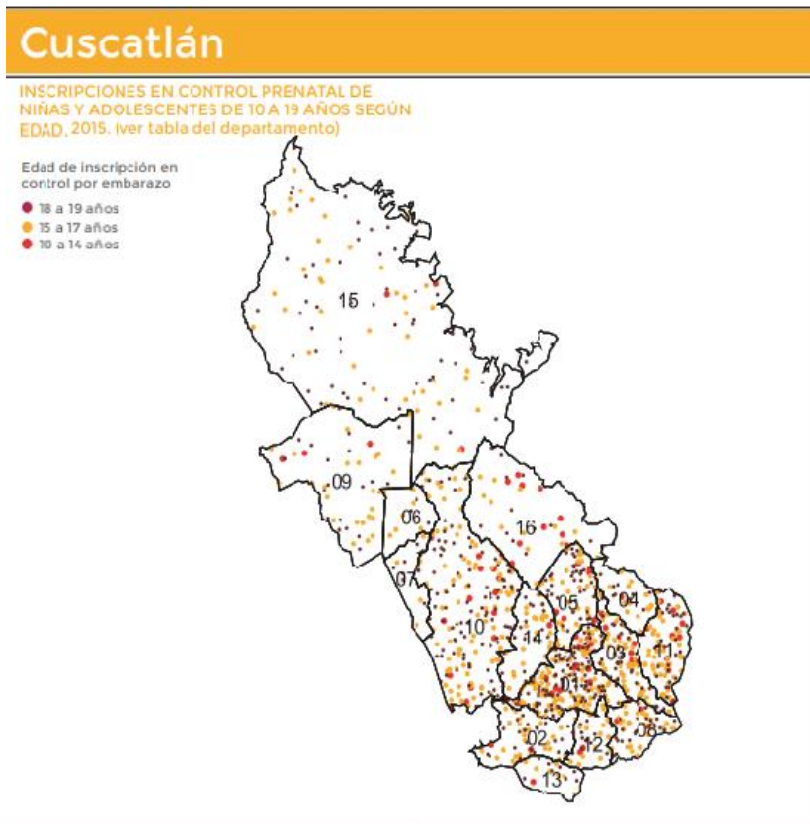 Cuscatlán
INSCRIPCIONES EN CONTROL PRENATAL DE
NIÑAS Y ADOLESCENTES DE 10 A 19 AÑOS SEGÚN
EDAD, 2015. (ver tabla del departamento)
Edad de inscripción en
control por embarazo
18 a 19 años
15 a 17 años
10 a 14 años
15
09
06
16
07
05
04
10
14
03
11
01
02
12
08
13